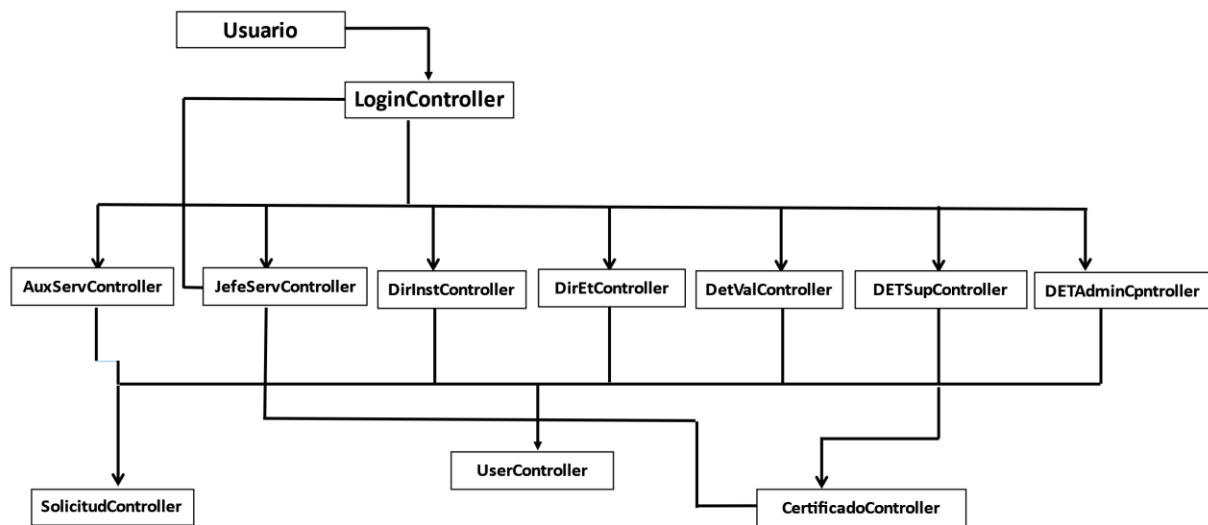 Usuario
LoginController
AuxServController
JefeServController
DirInstController
DirEtController
DetValController
DETSupController
DETAdminCpntroller
UserController
SolicitudController
CertificadoController